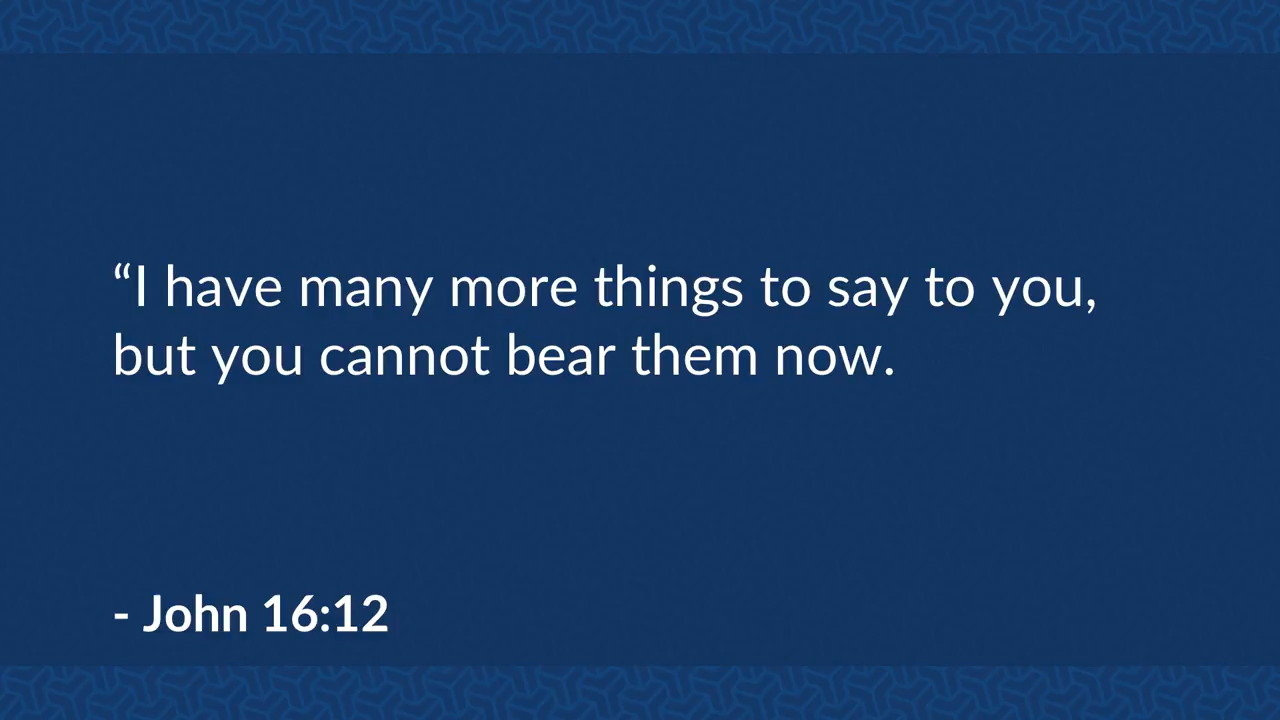 “I have many more things to say to you,
but you cannot bear them now.
- John 16:12